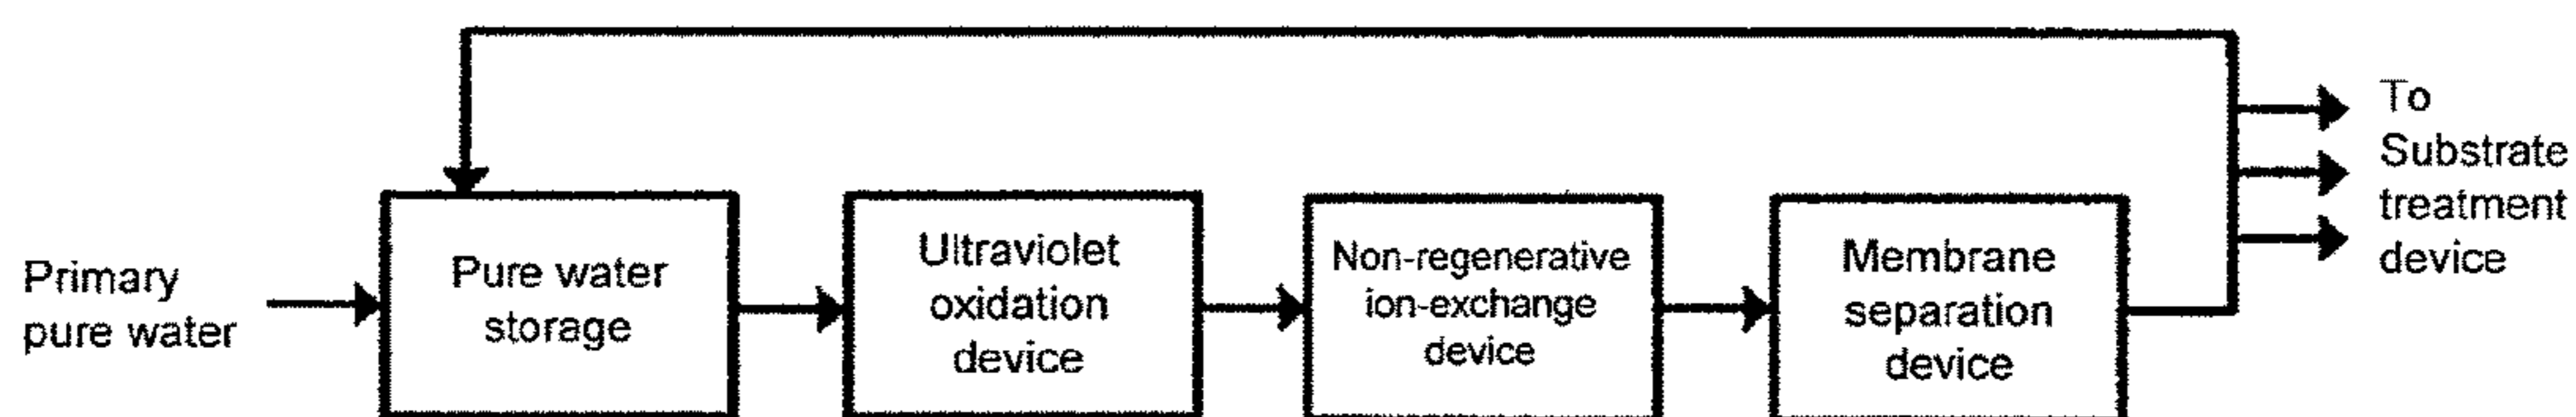 Primary
pure water
Pure water
storage
Ultraviolet
oxidation
device
Non-regenerative
ion-exchange
device
Membrane
separation
device
To
Substrate
treatment
device